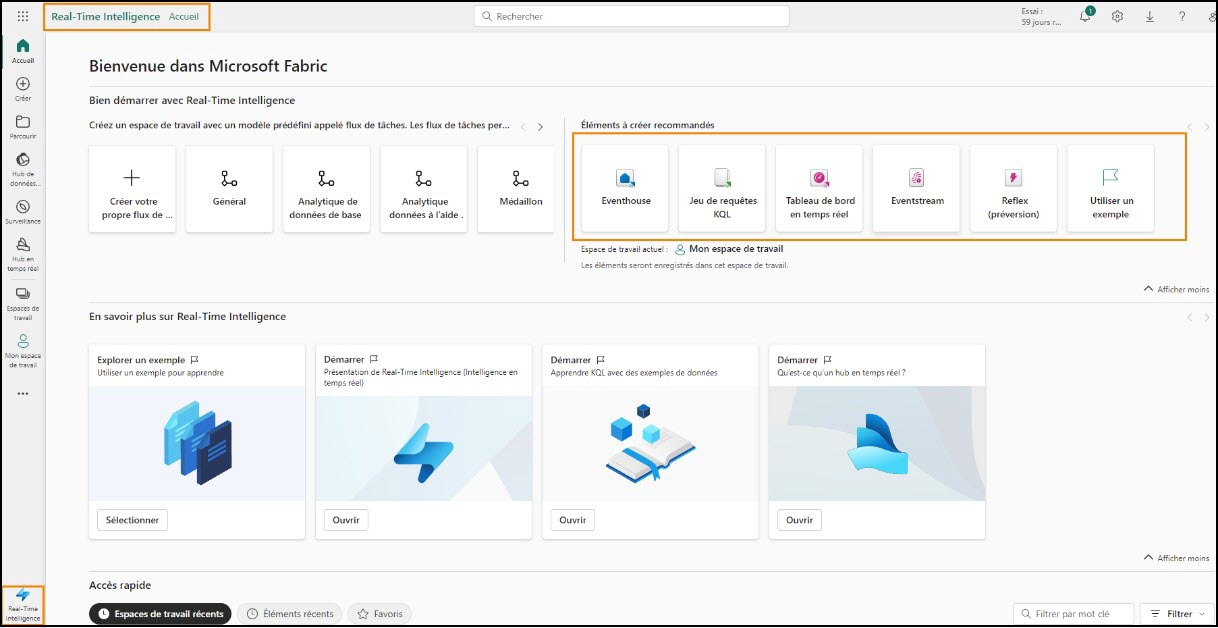 Real-Time Intelligence Accueil
Rechercher
Essai :
59 jours r...
1
?
Accueil
Créer
Parcourir
Hub de
données...
Surveillance
Hub en
temps réel
Espaces de
travail
Mon espace
de travail
Real-Time
Intelligence
Bienvenue dans Microsoft Fabric
Bien démarrer avec Real-Time Intelligence
Créez un espace de travail avec un modèle prédéfini appelé flux de tâches. Les flux de tâches per...
Créer votre
propre flux de ...
Général
Analytique de
données de base
Analytique
données à l'aide .
Médaillon
Éléments à créer recommandés
Eventhouse
Jeu de requêtes
KQL
Tableau de bord
en temps réel
Eventstream
Reflex
(préversion)
Utiliser un
exemple
Espace de travail actuel : Mon espace de travail
Les éléments seront enregistrés dans cet espace de travail.
Afficher moins
En savoir plus sur Real-Time Intelligence
Explorer un exemple
Utiliser un exemple pour apprendre
Sélectionner
Démarrer
Présentation de Real-Time Intelligence (Intelligence en
temps réel)
Ouvrir
Démarrer
Apprendre KQL avec des exemples de données
Ouvrir
Démarrer
Qu'est-ce qu'un hub en temps réel ?
Ouvrir
Afficher moins
Accès rapide
Espaces de travail récents
Éléments récents
Favoris
Filtrer par mot clé
Filtrer